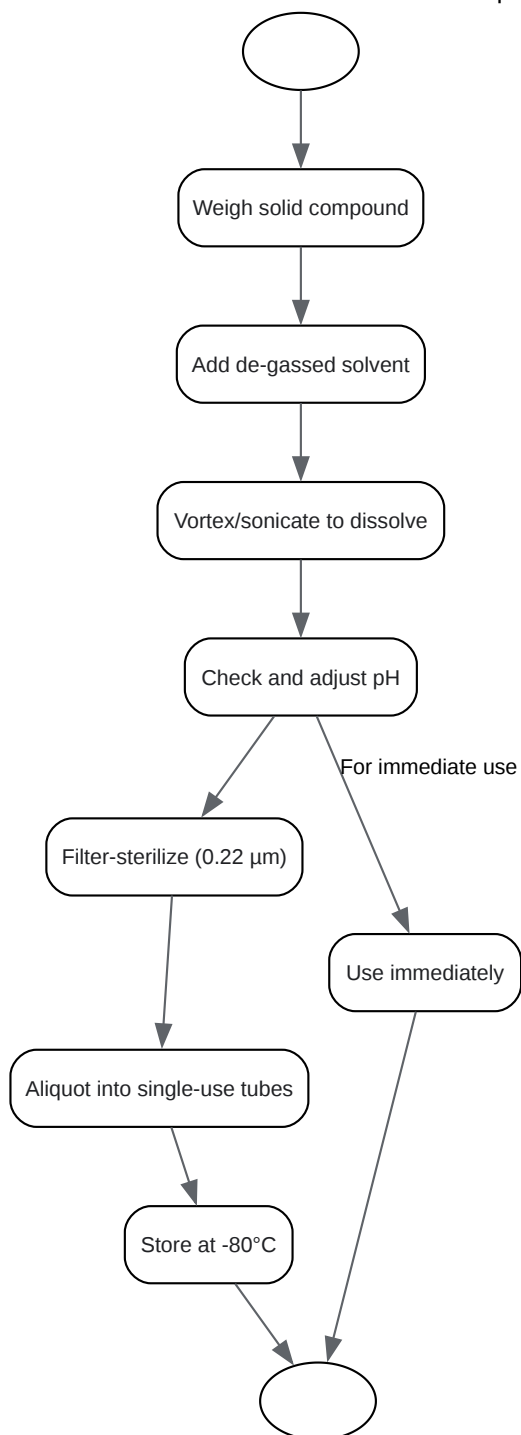 Weigh solid compound
Add de-gassed solvent
Vortex/sonicate to dissolve
Check and adjust pH
For immediate use
Filter-sterilize (0.22 µm)
Use immediately
Aliquot into single-use tubes
Store at -80°C